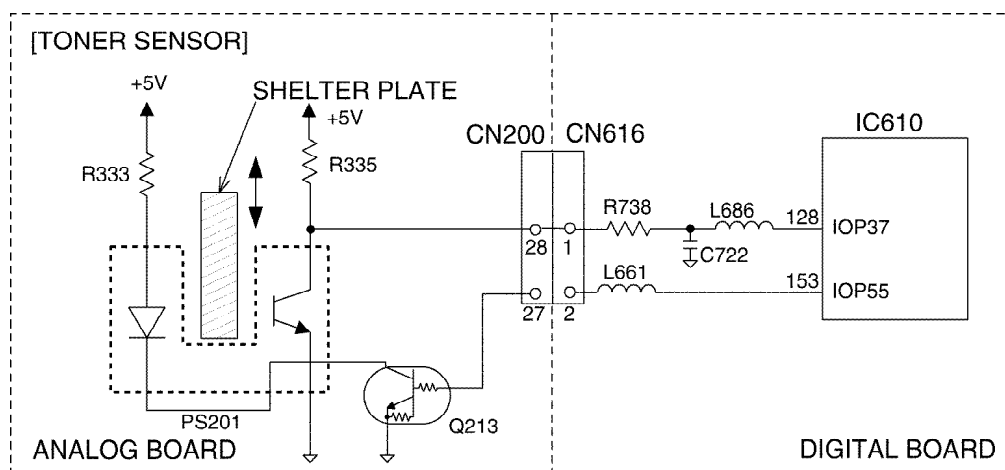 [TONER SENSOR]
+5V
SHELTER PLATE
+5V
R333
R335
CN200
CN616
IC610
R738
L686
128
IOP37
28
1
C722
L661
153
IOP55
27
2
PS201
Q213
ANALOG BOARD
DIGITAL BOARD